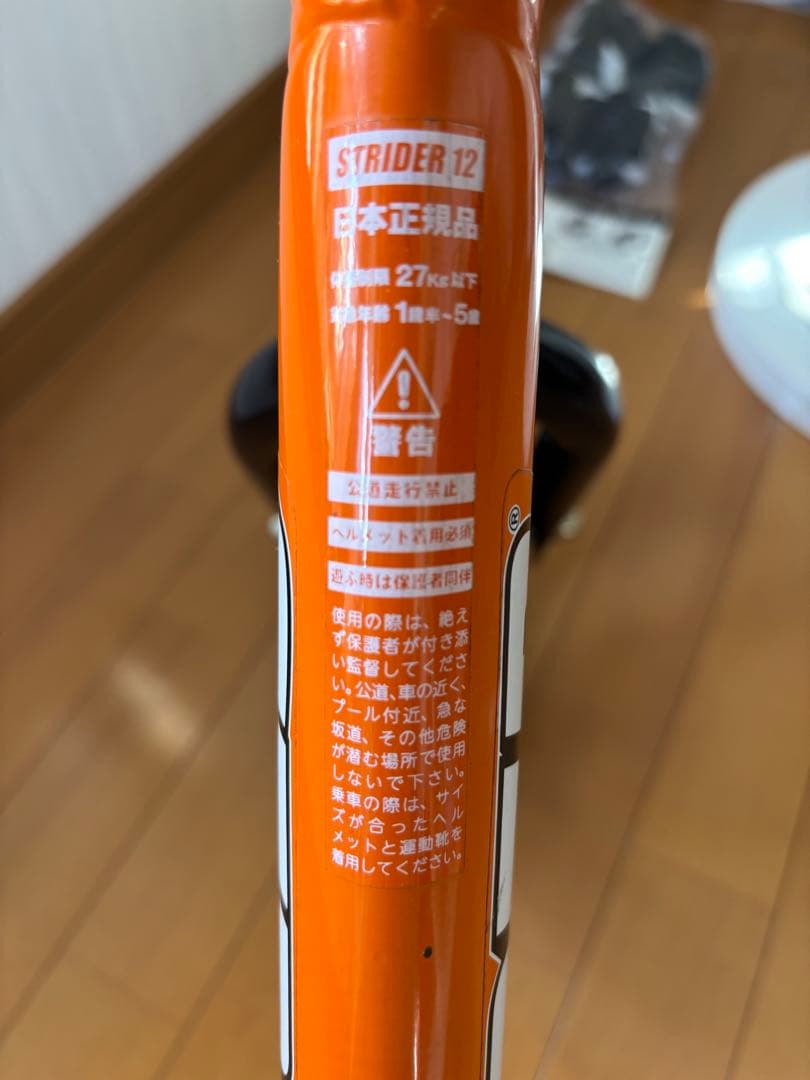 STRIDER 12
日本正規品
体重制限 27Kg以下
対象年齢 1歳半~5歳
警告
公道走行禁止
ヘルメット着用必須
遊ぶ時は保護者同伴
使用の際は、絶え
ず保護者が付き添
い監督してくださ
い。公道、車の近く、
プール付近、急な
坂道、その他危険
が潜む場所で使用
しないで下さい。
乗車の際は、サイ
ズが合ったヘル
メットと運動靴を
着用してください。
®